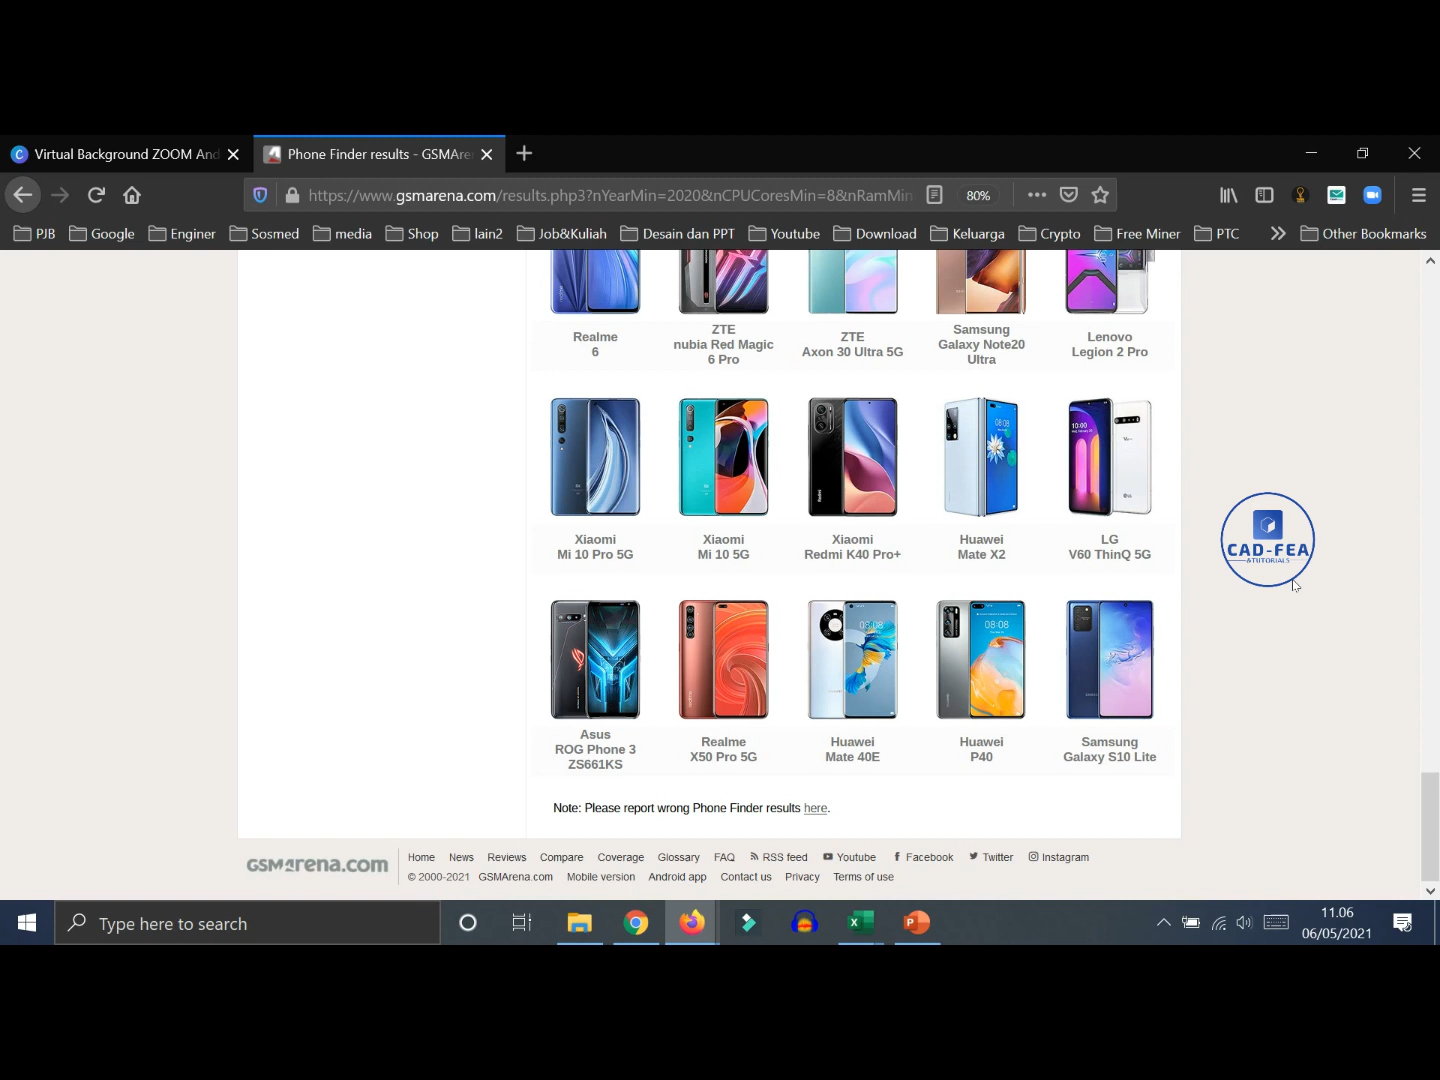 Virtual Background ZOOM And
Phone Finder results - GSMAre
https://www.gsmarena.com/results.php3?nYearMin=2020&nCPUCoresMin=8&nRamMin
80%
PJB Google Enginer Sosmed media Shop lain2 Job&Kuliah Desain dan PPT Youtube Download Keluarga Crypto Free Miner PTC Other Bookmarks
Realme
6
ZTE
nubia Red Magic
6 Pro
ZTE
Axon 30 Ultra 5G
Samsung
Galaxy Note20
Ultra
Lenovo
Legion 2 Pro
Xiaomi
Mi 10 Pro 5G
Xiaomi
Mi 10 5G
Xiaomi
Redmi K40 Pro+
Huawei
Mate X2
LG
V60 ThinQ 5G
CAD-FEA
&TUTORIALS
Asus
ROG Phone 3
ZS661KS
Realme
X50 Pro 5G
Huawei
Mate 40E
Huawei
P40
Samsung
Galaxy S10 Lite
Note: Please report wrong Phone Finder results here.
GSMArena.com
Home News Reviews Compare Coverage Glossary FAQ RSS feed Youtube Facebook Twitter Instagram
© 2000-2021 GSMArena.com Mobile version Android app Contact us Privacy Terms of use
Type here to search
11.06
06/05/2021